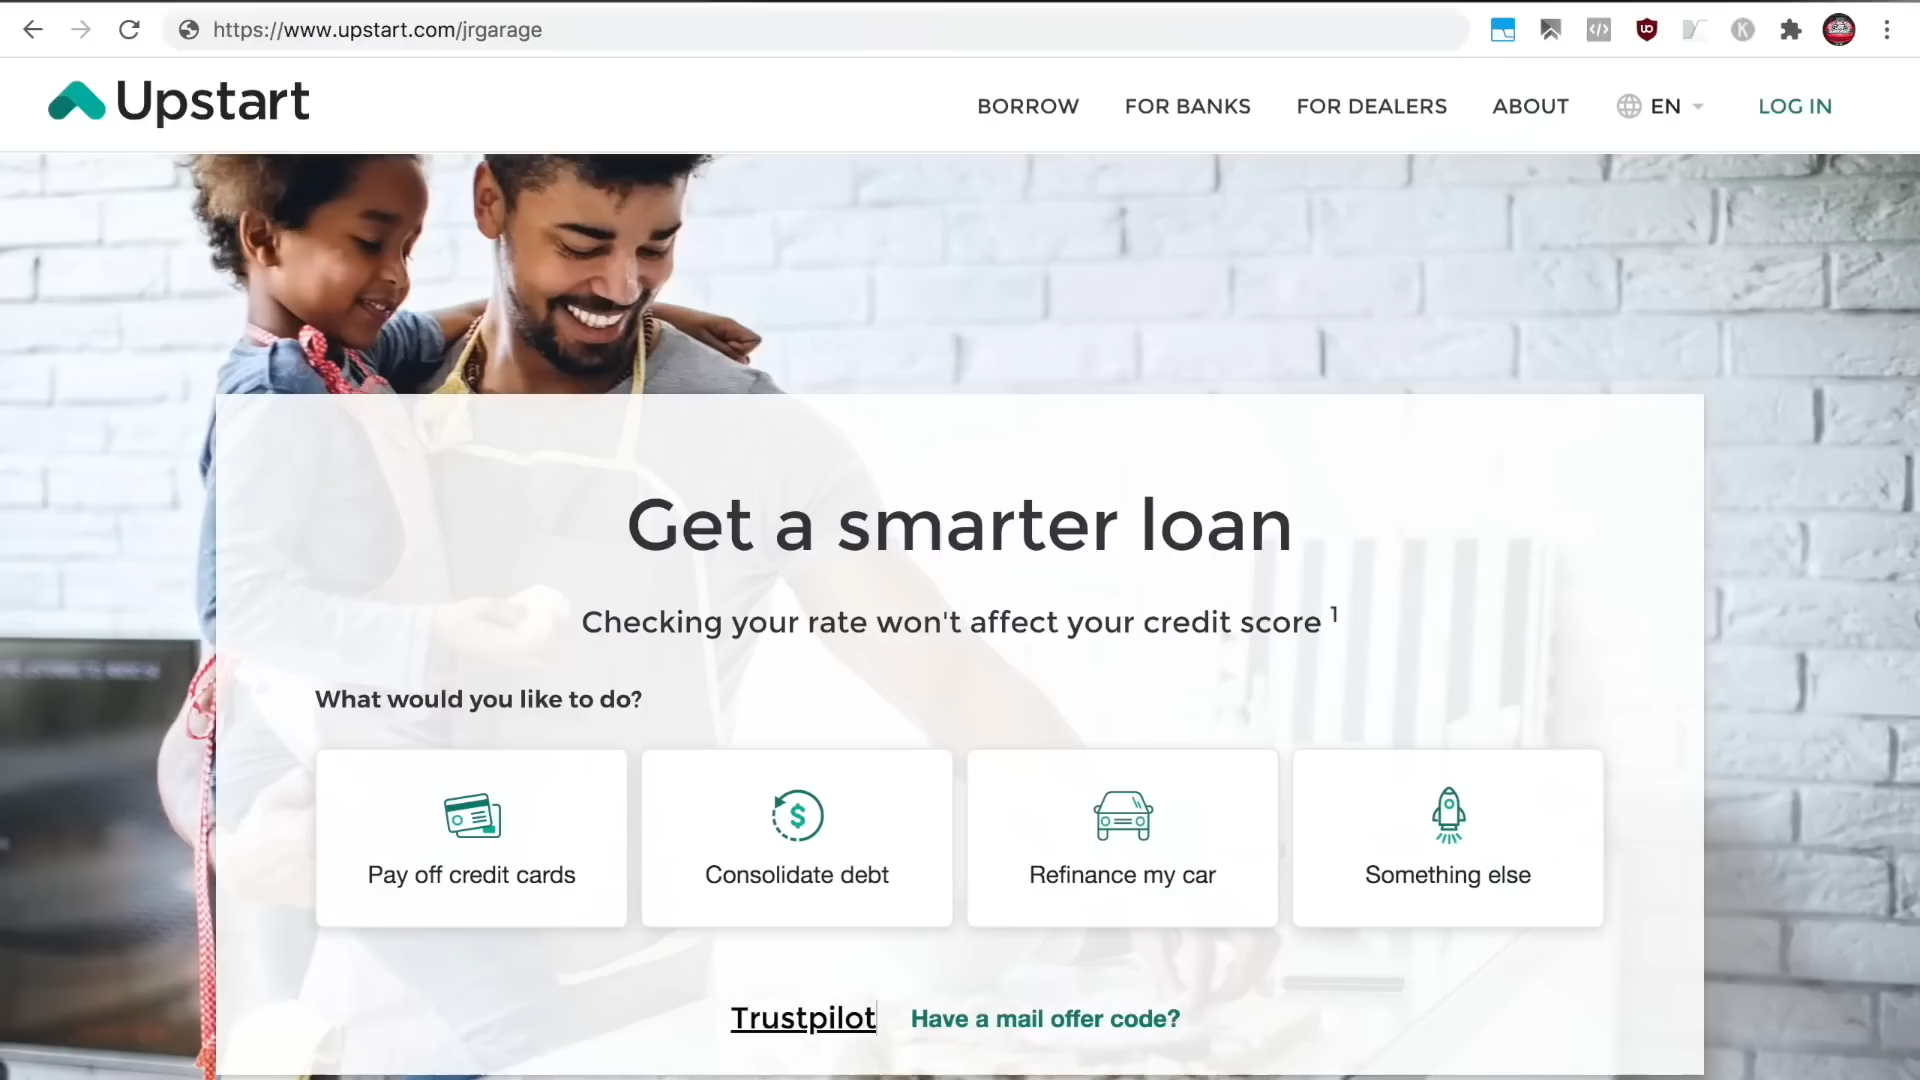 https://www.upstart.com/jrgarage
Upstart
BORROW
FOR BANKS
FOR DEALERS
ABOUT
EN
LOG IN
Get a smarter loan
Checking your rate won't affect your credit score 1
What would you like to do?
Pay off credit cards
Consolidate debt
Refinance my car
Something else
Trustpilot
Have a mail offer code?